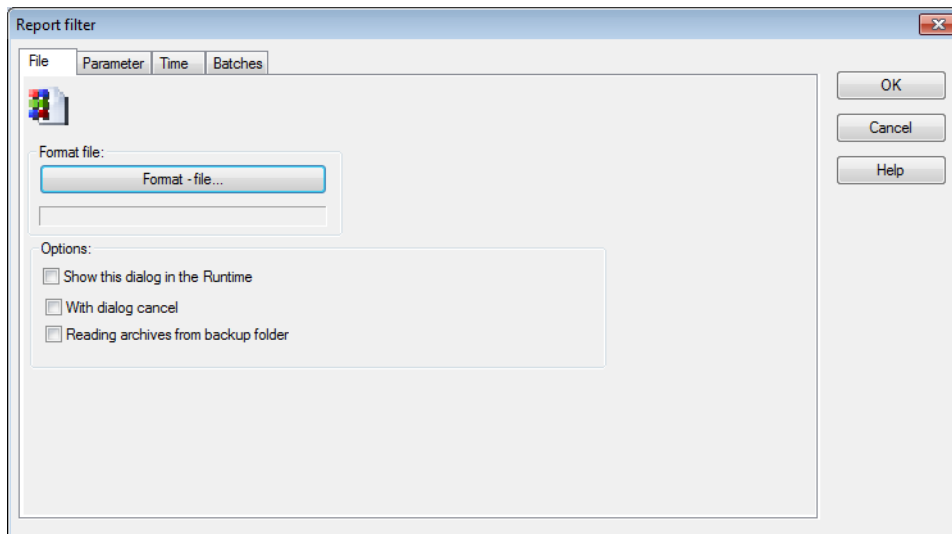 Report filter
File Parameter Time Batches
OK
Cancel
Help
Format file:
Format - file...
Options:
Show this dialog in the Runtime
With dialog cancel
Reading archives from backup folder